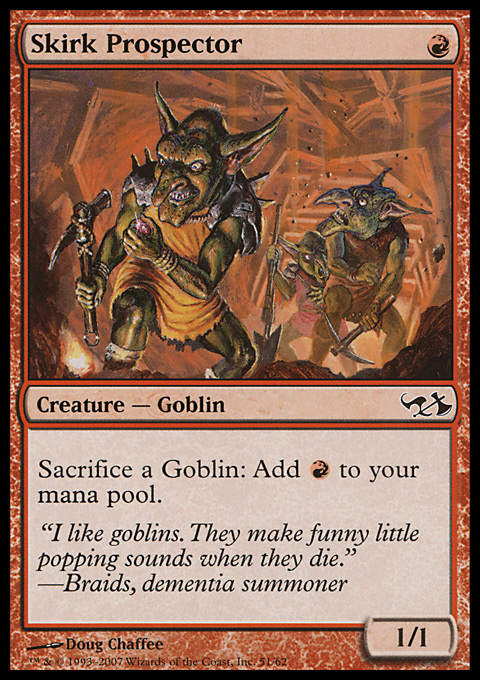 Skirk Prospector
Creature — Goblin
Sacrifice a Goblin: Add to your
mana pool.
“I like goblins. They make funny little
popping sounds when they die.”
—Braids, dementia summoner
Doug Chaffee
1/1
™ & © 1993-2007 Wizards of the Coast, Inc. 51/62